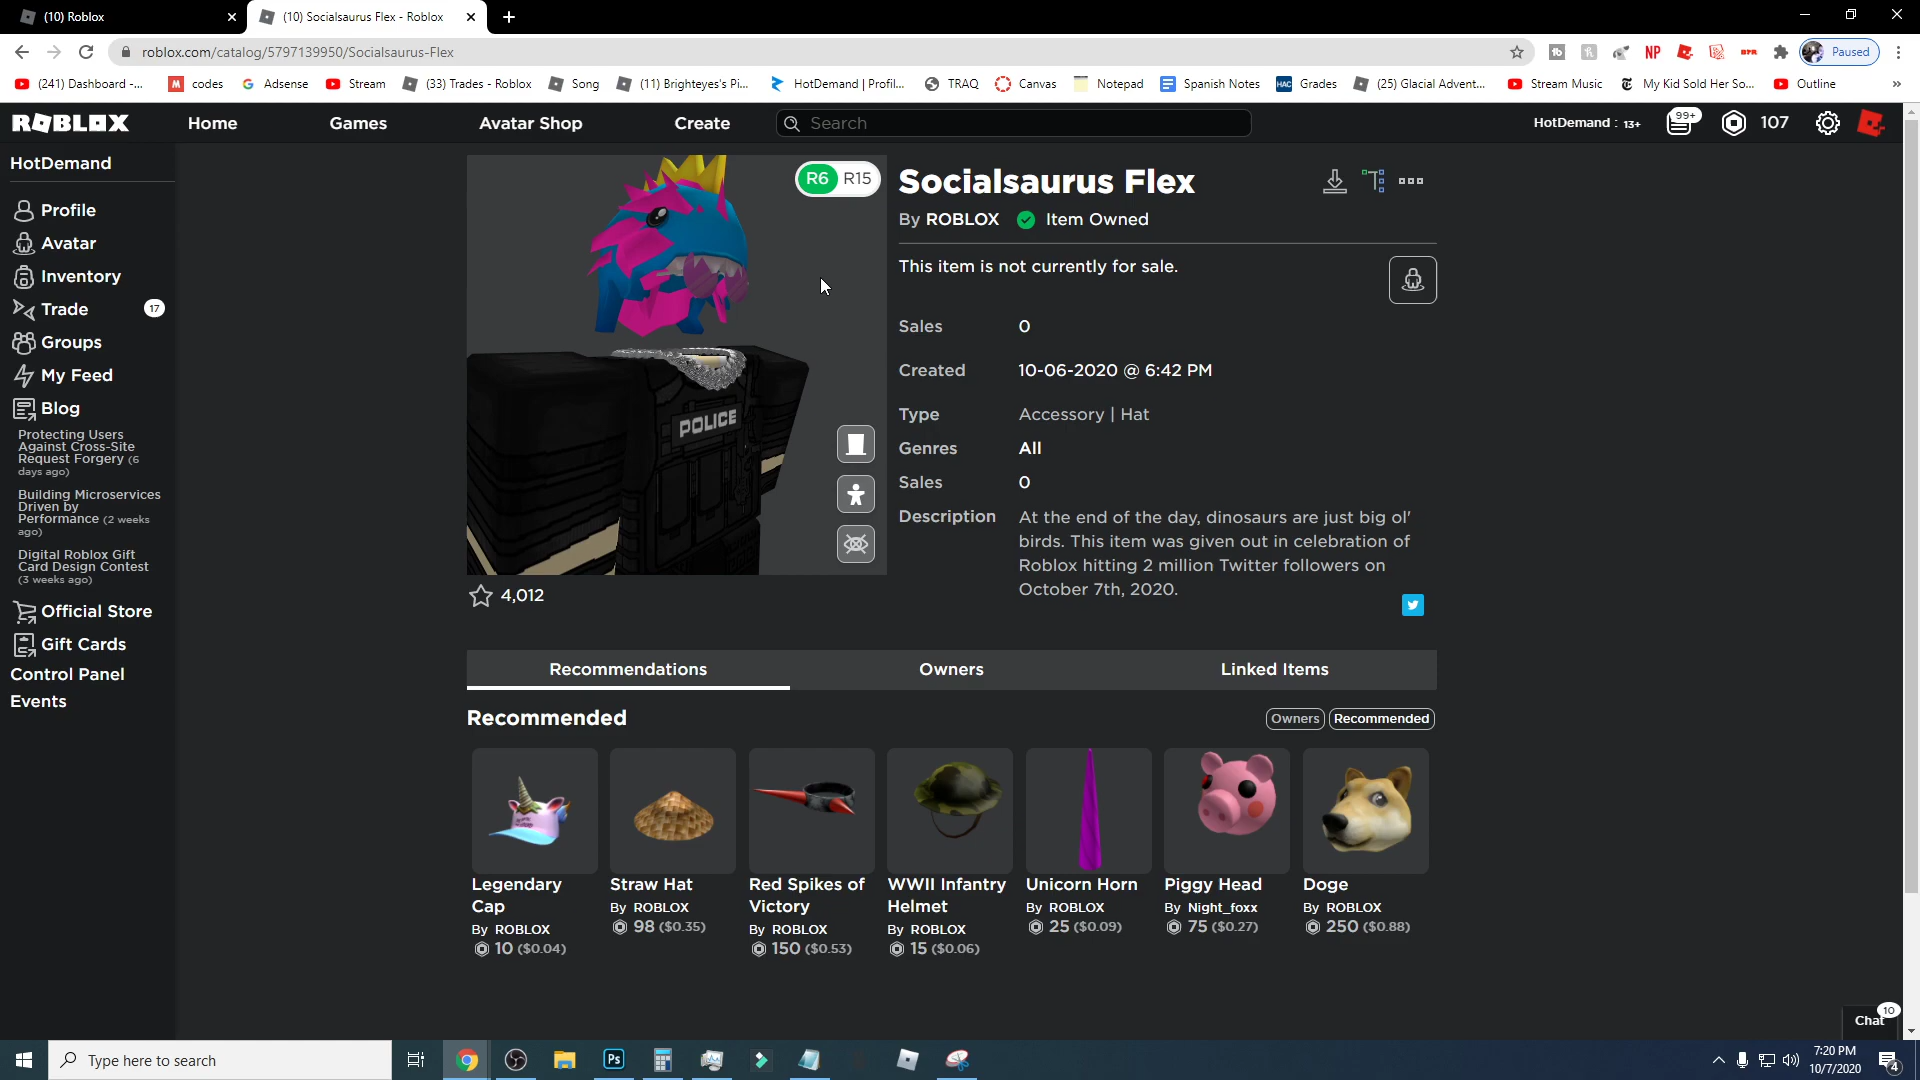 (10) Roblox
(10) Socialsaurus Flex - Roblox
roblox.com/catalog/5797139950/Socialsaurus-Flex
NP
Paused
(241) Dashboard -...
codes
Adsense
Stream
(33) Trades - Roblox
Song
(11) Brighteyes's Pi...
HotDemand | Profil...
TRAQ
Canvas
Notepad
Spanish Notes
HAC
Grades
(25) Glacial Advent...
Stream Music
My Kid Sold Her So...
Outline
»
ROBLOX
Home
Games
Avatar Shop
Create
Search
HotDemand : 13+
99+
107
HotDemand
Profile
Avatar
Inventory
Trade
17
Groups
My Feed
Blog
Protecting Users
Against Cross-Site
Request Forgery (6
days ago)
Building Microservices
Driven by
Performance (2 weeks
ago)
Digital Roblox Gift
Card Design Contest
(3 weeks ago)
Official Store
Gift Cards
Control Panel
Events
R6 R15
POLICE
4,012
Socialsaurus Flex
By ROBLOX
Item Owned
This item is not currently for sale.
Sales 0
Created 10-06-2020 @ 6:42 PM
Type Accessory | Hat
Genres All
Sales 0
Description At the end of the day, dinosaurs are just big ol'
birds. This item was given out in celebration of
Roblox hitting 2 million Twitter followers on
October 7th, 2020.
Recommendations
Owners
Linked Items
Recommended
Owners
Recommended
Legendary
Cap
By ROBLOX
10 ($0.04)
Straw Hat
By ROBLOX
98 ($0.35)
Red Spikes of
Victory
By ROBLOX
150 ($0.53)
WWII Infantry
Helmet
By ROBLOX
15 ($0.06)
Unicorn Horn
By ROBLOX
25 ($0.09)
Piggy Head
By Night_foxx
75 ($0.27)
Doge
By ROBLOX
250 ($0.88)
Chat
10
Type here to search
Ps
7:20 PM
10/7/2020
4